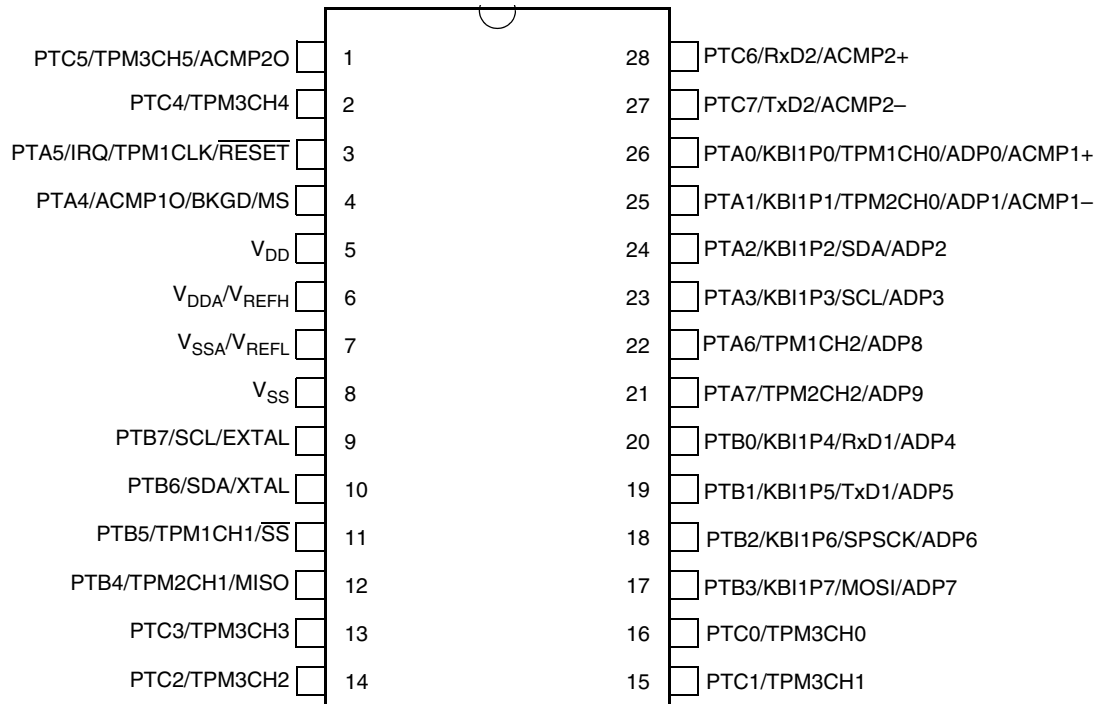 PTC5/TPM3CH5/ACMP2O 1 28 PTC6/RxD2/ACMP2+
PTC4/TPM3CH4 2 27 PTC7/TxD2/ACMP2–
PTA5/IRQ/TPM1CLK/RESET 3 26 PTA0/KBI1P0/TPM1CH0/ADP0/ACMP1+
PTA4/ACMP1O/BKGD/MS 4 25 PTA1/KBI1P1/TPM2CH0/ADP1/ACMP1–
VDD 5 24 PTA2/KBI1P2/SDA/ADP2
VDDA/VREFH 6 23 PTA3/KBI1P3/SCL/ADP3
VSSA/VREFL 7 22 PTA6/TPM1CH2/ADP8
VSS 8 21 PTA7/TPM2CH2/ADP9
PTB7/SCL/EXTAL 9 20 PTB0/KBI1P4/RxD1/ADP4
PTB6/SDA/XTAL 10 19 PTB1/KBI1P5/TxD1/ADP5
PTB5/TPM1CH1/SS 11 18 PTB2/KBI1P6/SPSCK/ADP6
PTB4/TPM2CH1/MISO 12 17 PTB3/KBI1P7/MOSI/ADP7
PTC3/TPM3CH3 13 16 PTC0/TPM3CH0
PTC2/TPM3CH2 14 15 PTC1/TPM3CH1